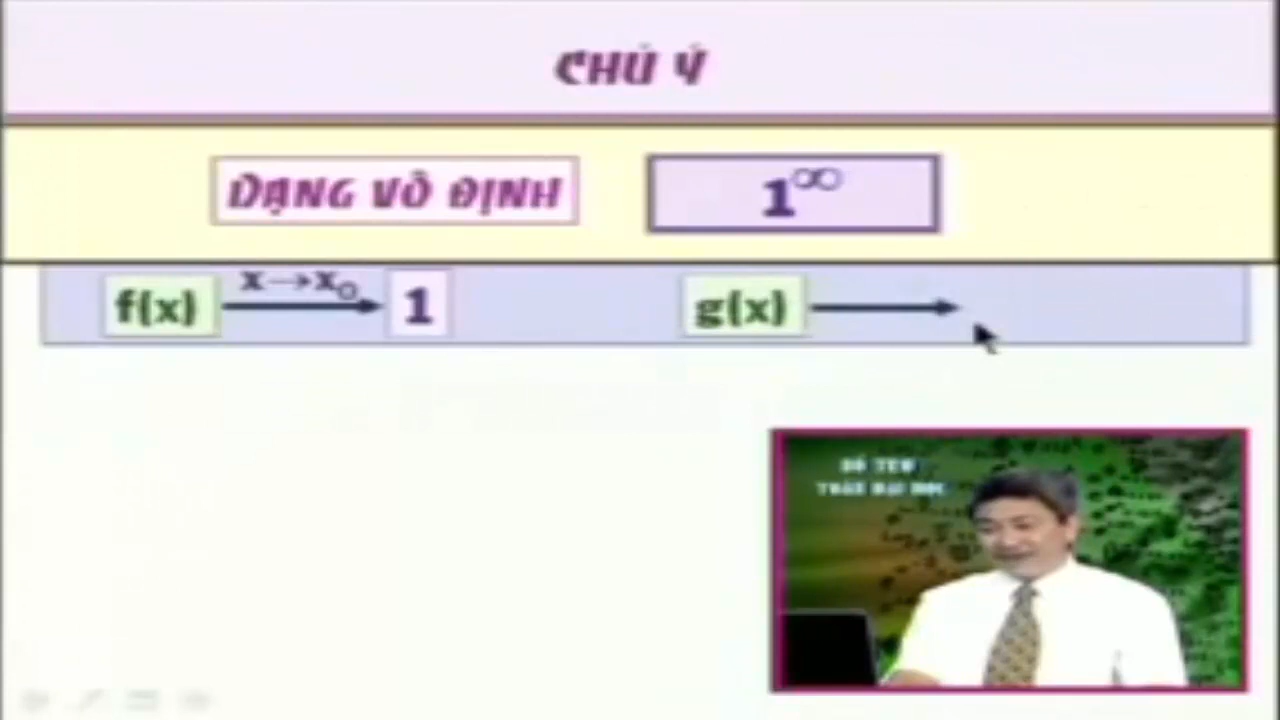 CHÚ Ý
DẠNG VÔ ĐỊNH 1^∞
f(x) x→x₀ 1 g(x) →